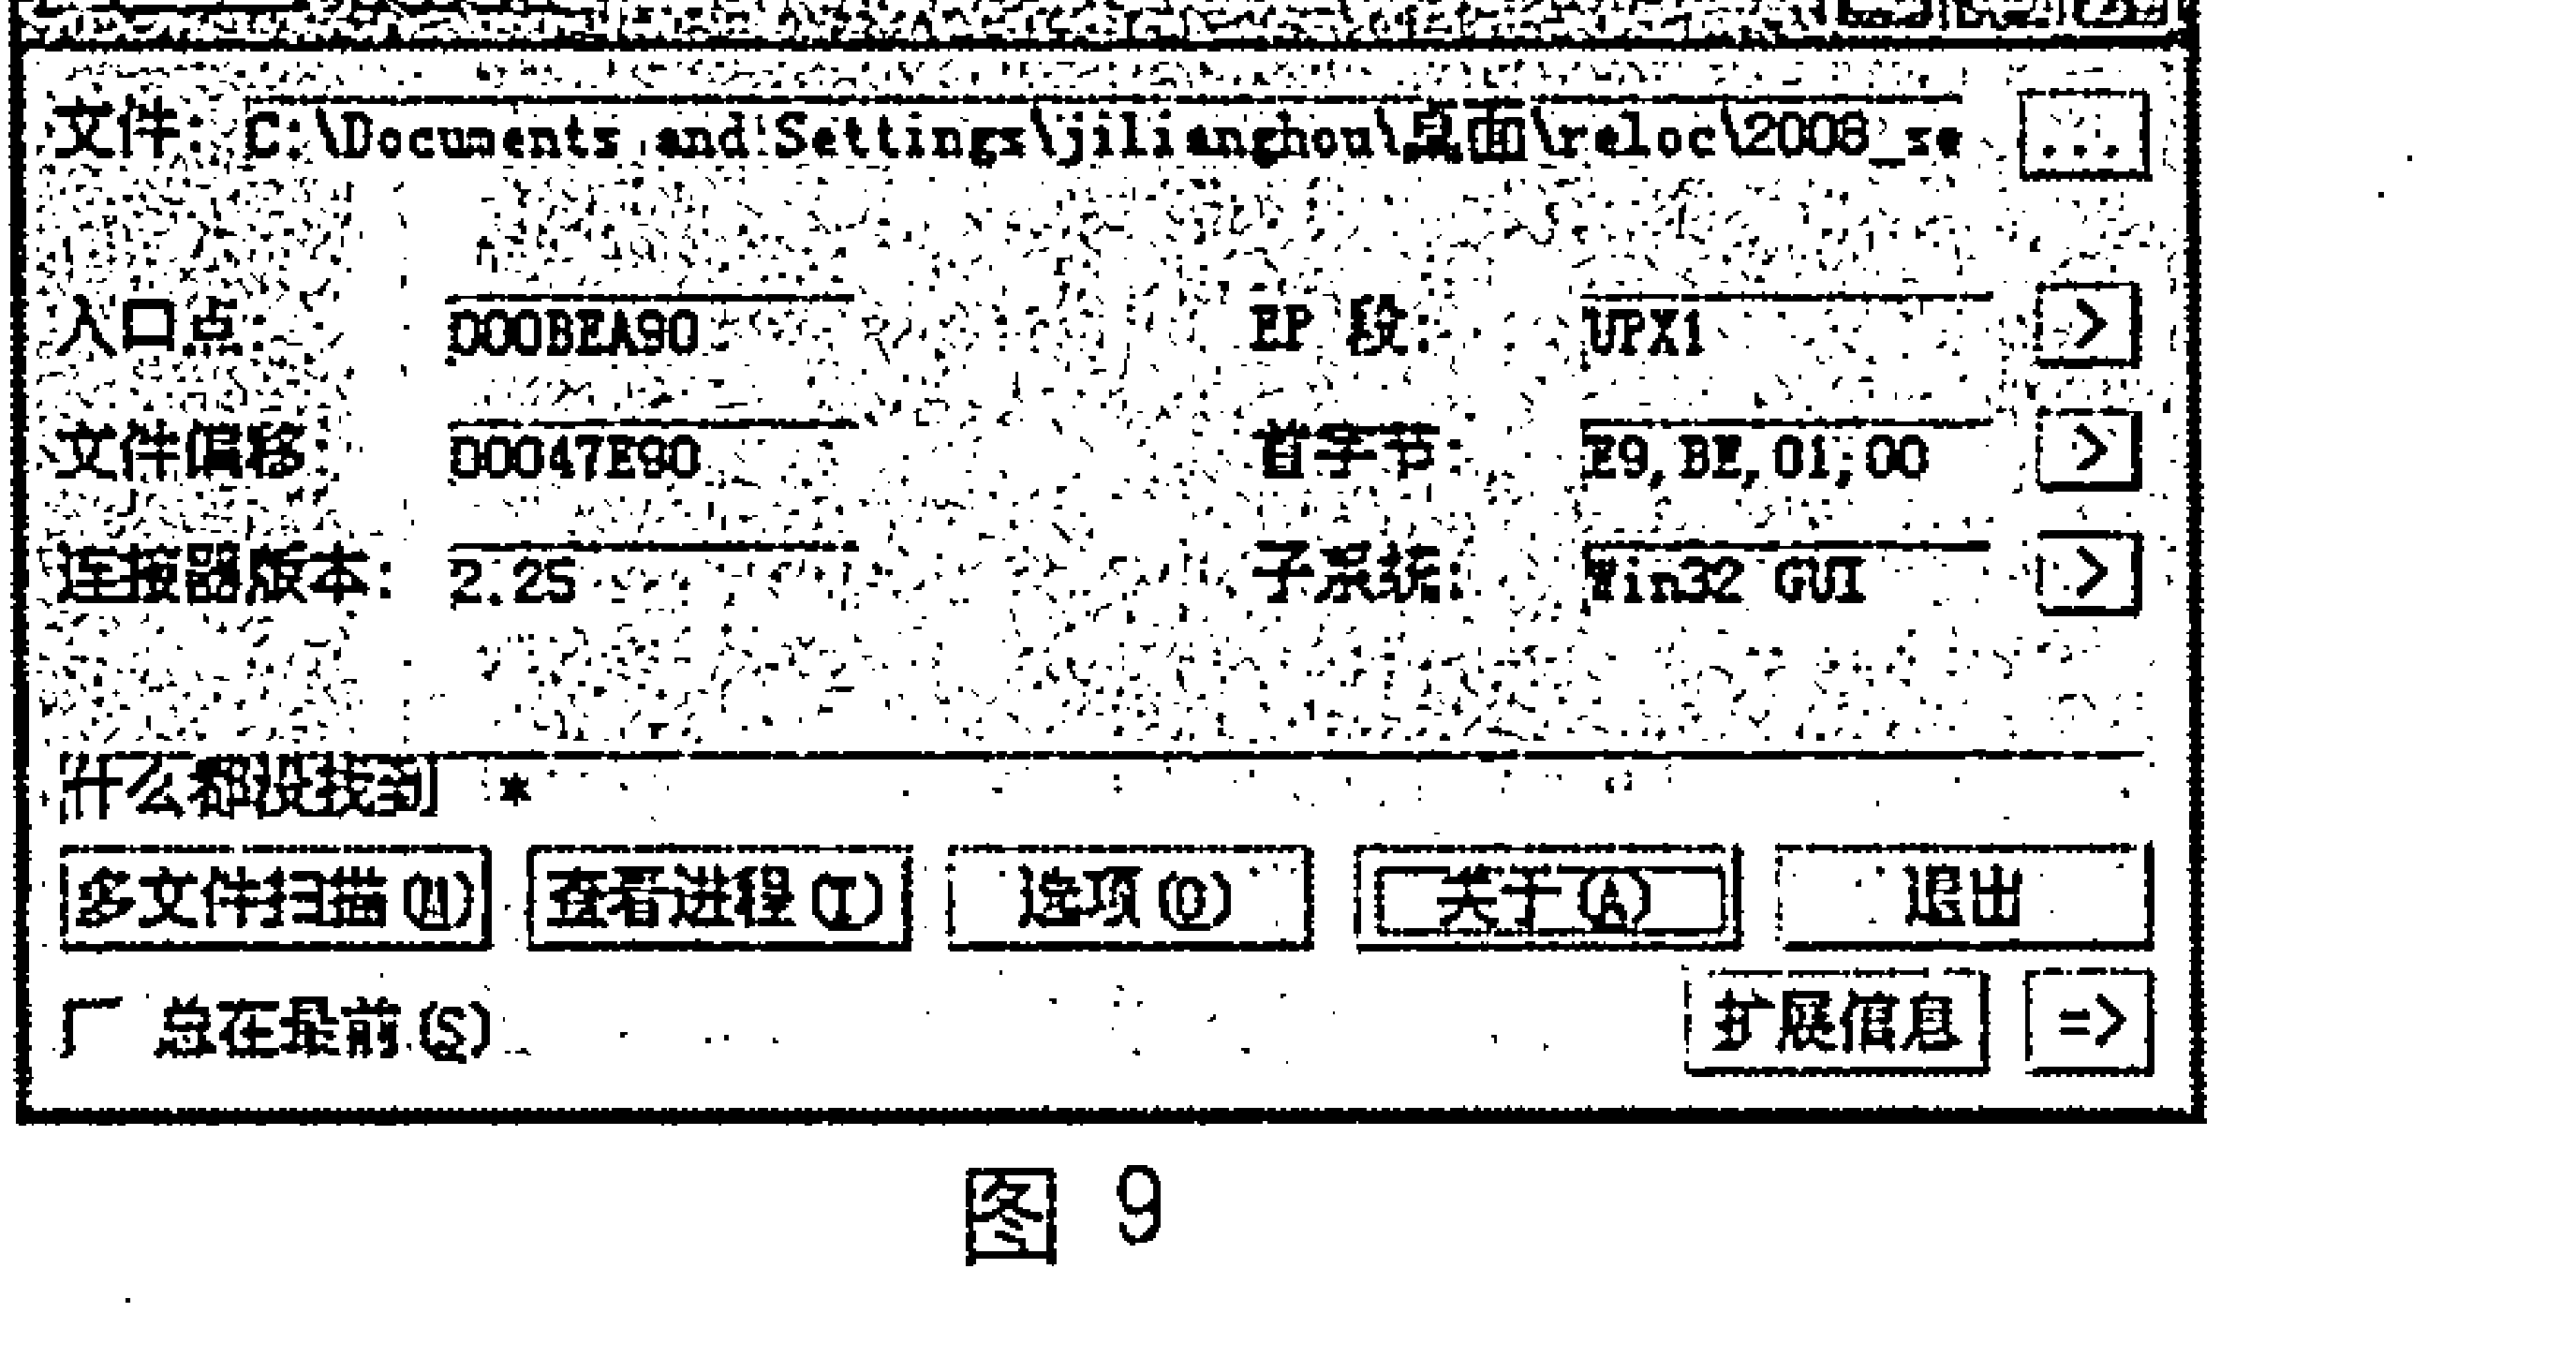 文件: C:\Documents and Settings\jilianghou\桌面\reloc\2008_se ...
入口点: 000BEA90 EP 段: UPX1 >
文件偏移: 00047E90 首字节: E9,BE,01,00 >
连接器版本: 2.25 子系统: Win32 GUI >
什么都没找到 *
多文件扫描(M) 查看进程(T) 选项(O) 关于(A) 退出
总在最前(S) 扩展信息 =>
图 9